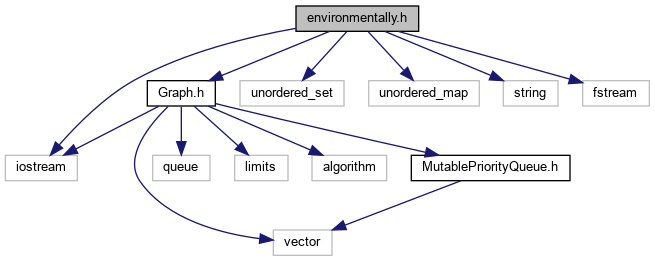 environmentally.h
Graph.h
unordered_set
unordered_map
string
fstream
iostream
queue
limits
algorithm
MutablePriorityQueue.h
vector